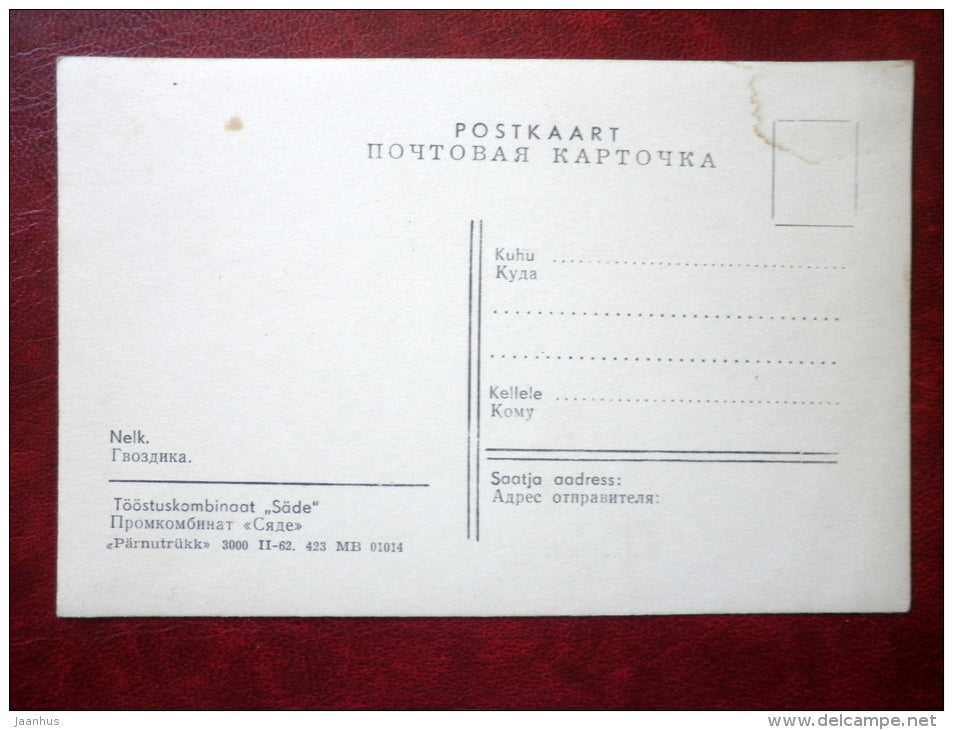 POSTKAART
ПОЧТОВАЯ КАРТОЧКА
Kuhu
Куда
Kellele
Кому
Saatja aadress:
Адрес отправителя:
Nelk.
Гвоздика.
Tööstuskombinaat „Säde"
Промкомбинат «Сяде»
«Pärnutrükk» 3000 II-62. 423 MB 01014
Jaanhus
www.delcampe.net